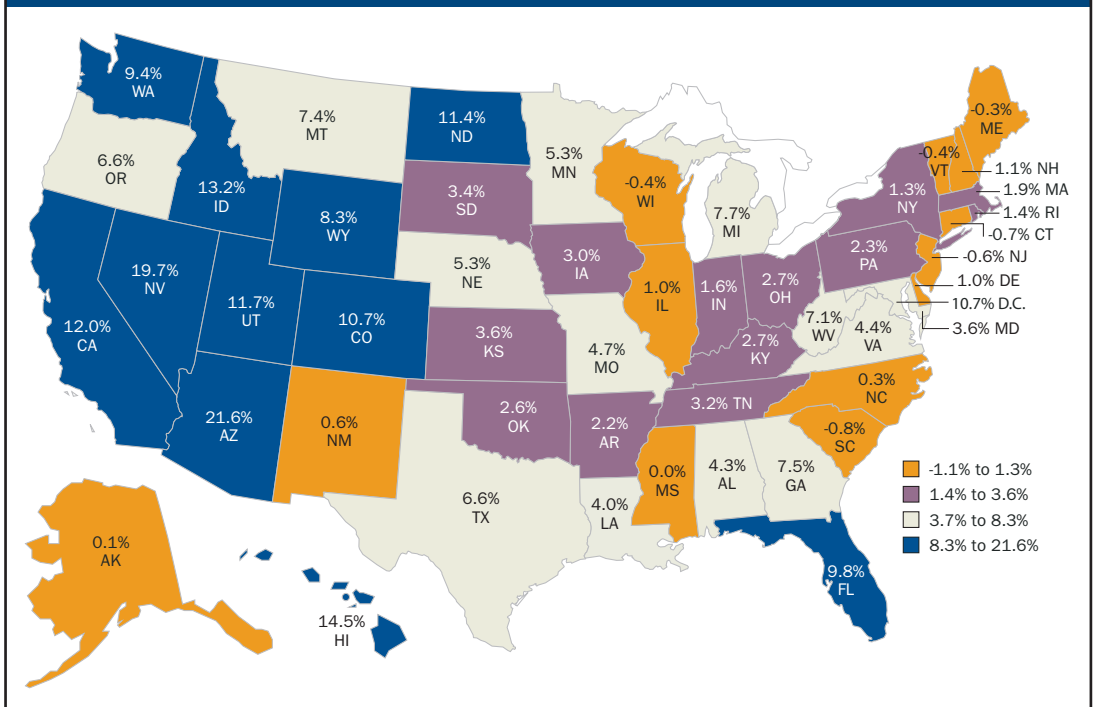 9.4%
WA
7.4%
MT
11.4%
ND
5.3%
MN
-0.4%
WI
7.7%
MI
-0.3%
ME
-0.4%
VT
1.1% NH
1.9% MA
1.4% RI
-0.7% CT
-0.6% NJ
1.0% DE
10.7% D.C.
3.6% MD
6.6%
OR
13.2%
ID
8.3%
WY
3.4%
SD
3.0%
IA
1.3%
NY
2.3%
PA
19.7%
NV
11.7%
UT
10.7%
CO
5.3%
NE
1.0%
IL
1.6%
IN
2.7%
OH
7.1%
WV
4.4%
VA
12.0%
CA
3.6%
KS
4.7%
MO
2.7%
KY
21.6%
AZ
0.6%
NM
2.6%
OK
2.2%
AR
3.2% TN
0.3%
NC
-0.8%
SC
6.6%
TX
4.0%
LA
0.0%
MS
4.3%
AL
7.5%
GA
9.8%
FL
0.1%
AK
14.5%
HI
-1.1% to 1.3%
1.4% to 3.6%
3.7% to 8.3%
8.3% to 21.6%